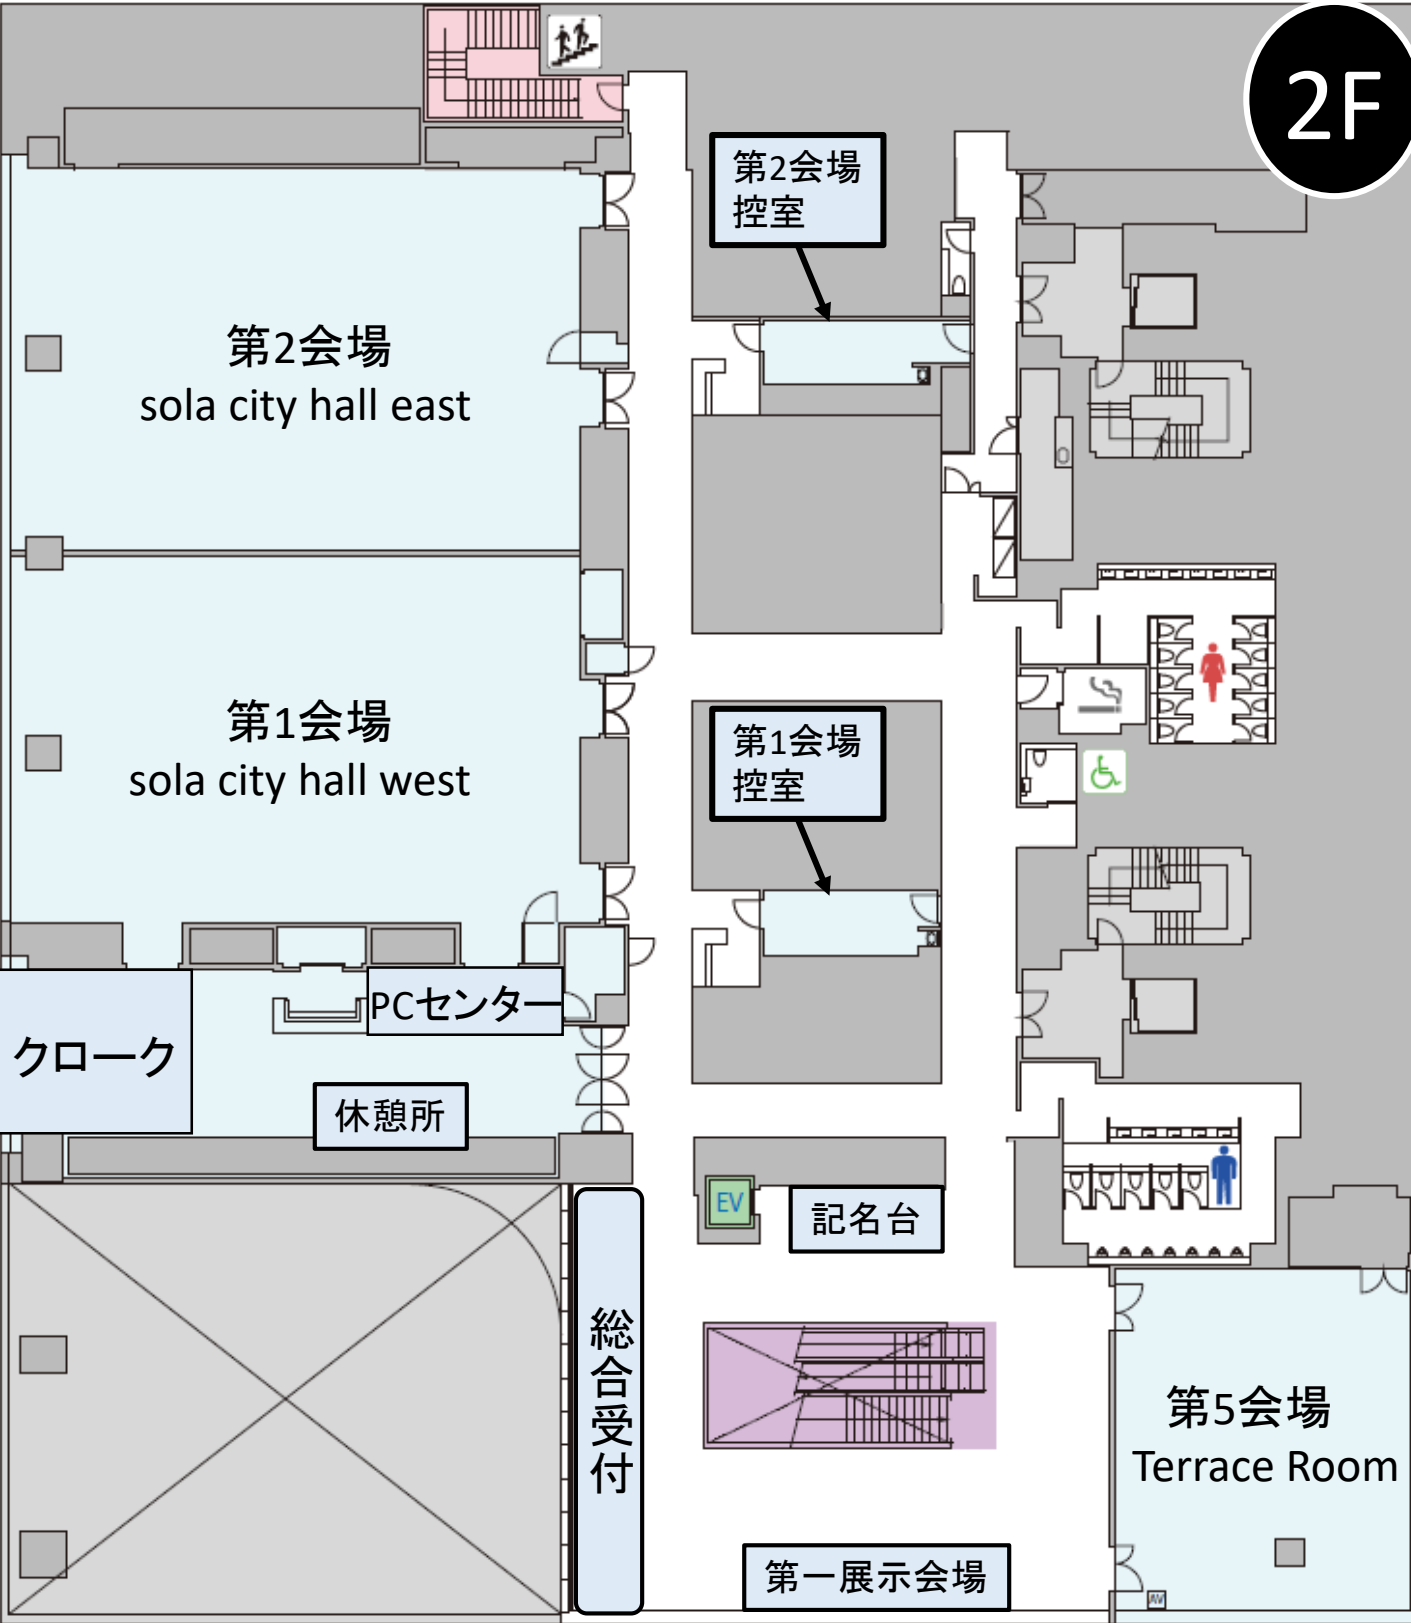 2F
第2会場
控室
第2会場
sola city hall east
第1会場
sola city hall west
第1会場
控室
PCセンター
クローク
休憩所
EV
記名台
総合受付
第5会場
Terrace Room
第一展示会場
AV